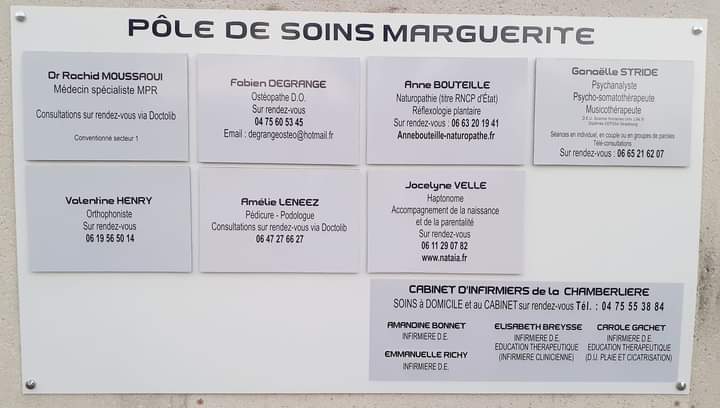 PÔLE DE SOINS MARGUERITE
Dr Rachid MOUSSAOUI
Médecin spécialiste MPR
Consultations sur rendez-vous via Doctolib
Conventionné secteur 1
Fabien DEGRANGE
Ostéopathe D.O.
Sur rendez-vous
04 75 60 53 45
Email : degrangeosteo@hotmail.fr
Anne BOUTEILLE
Naturopathie (titre RNCP d'État)
Réflexologie plantaire
Sur rendez-vous : 06 63 20 19 41
Annebouteille-naturopathe.fr
Ganaëlle STRIDE
Psychanalyste
Psycho-somatothérapeute
Musicothérapeute
Séances en individuel, en couple ou en groupes de paroles
Télé-consultations
Sur rendez-vous : 06 65 21 62 07
Valentine HENRY
Orthophoniste
Sur rendez-vous
06 19 56 50 14
Amélie LENEEZ
Pédicure - Podologue
Consultations sur rendez-vous via Doctolib
06 47 27 66 27
Jocelyne VELLE
Haptonome
Accompagnement de la naissance
et de la parentalité
Sur rendez-vous
06 11 29 07 82
www.nataia.fr
CABINET D'INFIRMIERS de la CHAMBERLIERE
SOINS à DOMICILE et au CABINET sur rendez-vous Tél. : 04 75 55 38 84
AMANDINE BONNET
INFIRMIERE D.E.
EMMANUELLE RICHY
INFIRMIERE D.E.
ELISABETH BREYSSE
INFIRMIERE D.E.
EDUCATION THERAPEUTIQUE
(INFIRMIERE CLINICIENNE)
CAROLE GACHET
INFIRMIERE D.E.
EDUCATION THERAPEUTIQUE
(D.U. PLAIE ET CICATRISATION)